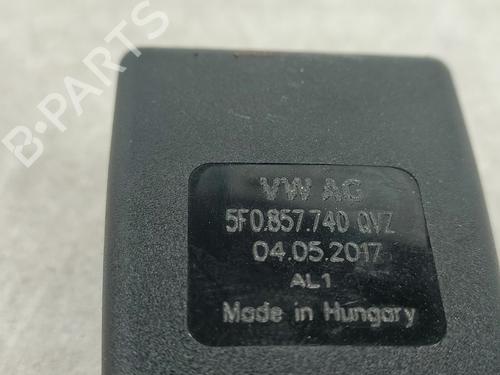 B-PARTS
VW AG
5F0.857.740 QVZ
04.05.2017
AL1
Made in Hungary